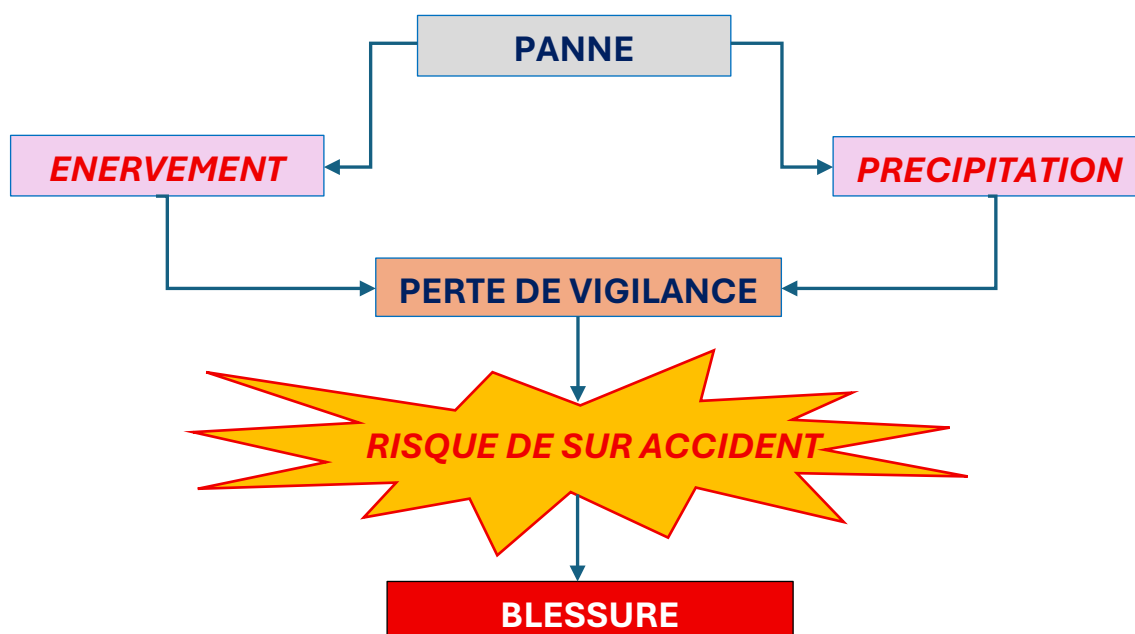 PANNE
ENERVEMENT
PRECIPITATION
PERTE DE VIGILANCE
RISQUE DE SUR ACCIDENT
BLESSURE